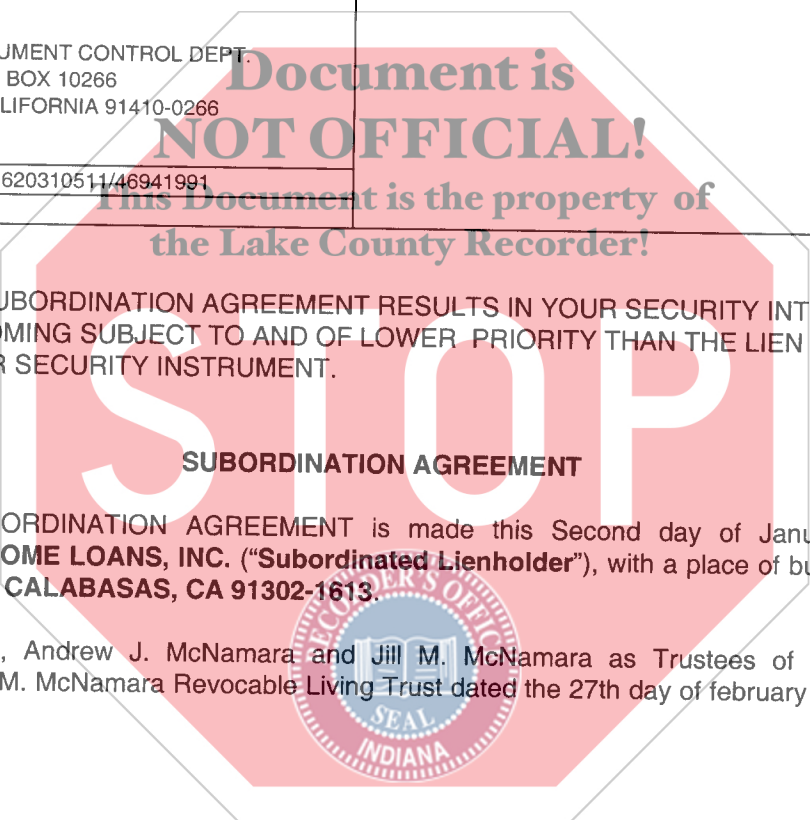 UMENT CONTROL DEPT.
BOX 10266
LIFORNIA 91410-0266
Document is
NOT OFFICIAL!
620310511/46941991
This Document is the property of
the Lake County Recorder!
UBORDINATION AGREEMENT RESULTS IN YOUR SECURITY INT
OMING SUBJECT TO AND OF LOWER PRIORITY THAN THE LIEN
R SECURITY INSTRUMENT.
STOP
SUBORDINATION AGREEMENT
ORDINATION AGREEMENT is made this Second day of Janu
OME LOANS, INC. ("Subordinated Lienholder"), with a place of bu
CALABASAS, CA 91302-1613.
RECORDER'S OFFICE
, Andrew J. McNamara and Jill M. McNamara as Trustees of
M. McNamara Revocable Living Trust dated the 27th day of february
SEAL
INDIANA